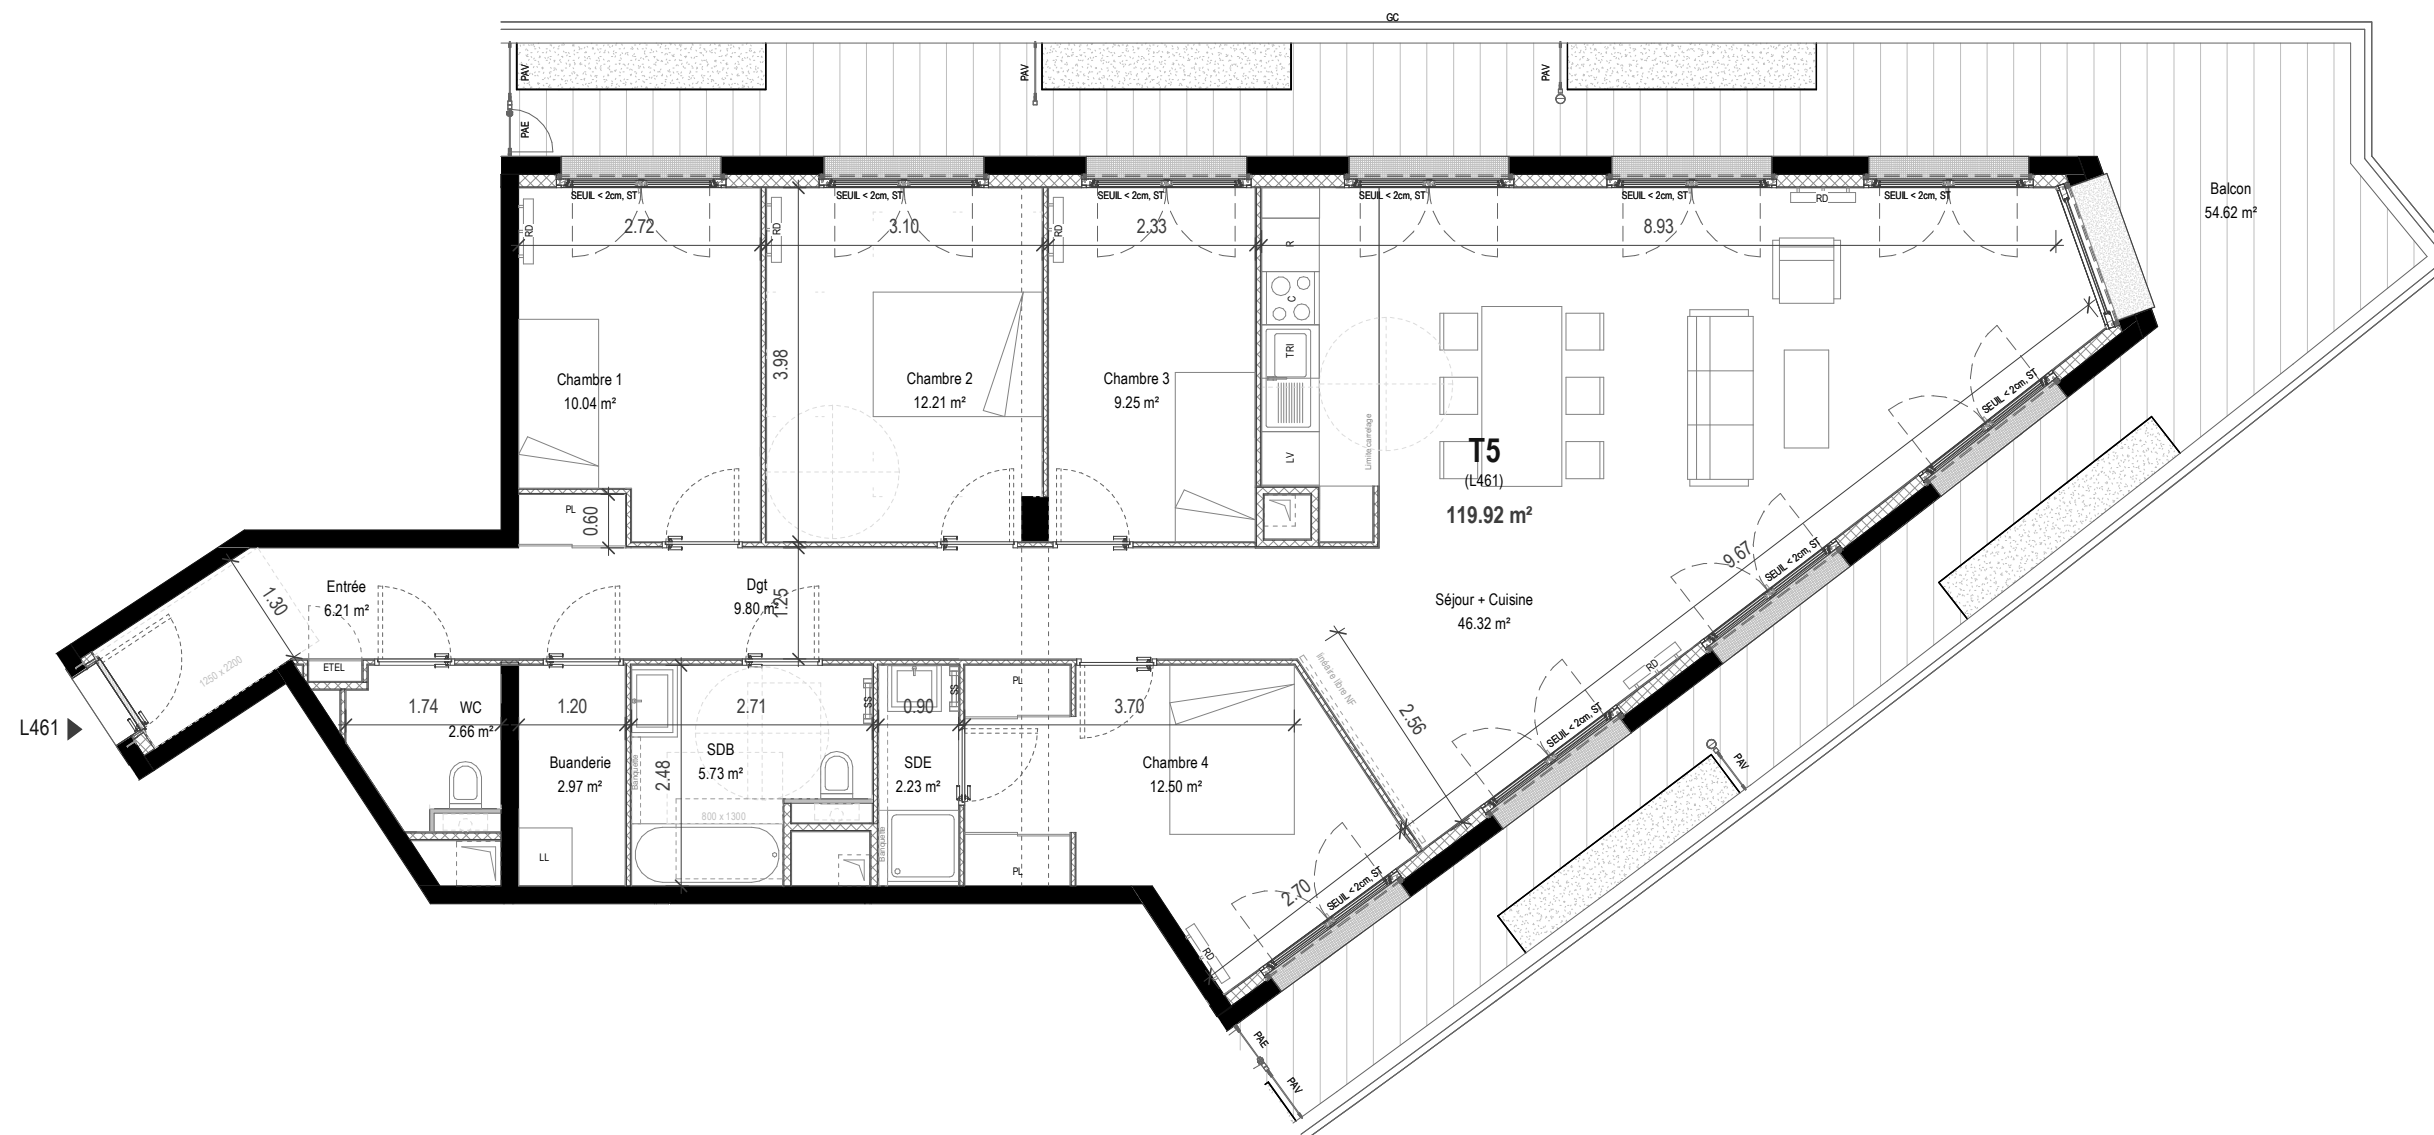 GC
PAV
PAV
PAV
PAE
SEUIL < 2cm, ST
SEUIL < 2cm, ST
SEUIL < 2cm, ST
SEUIL < 2cm, ST
SEUIL < 2cm, ST
SEUIL < 2cm, ST
RD
Balcon
54.62 m²
RD
2.72
RD
3.10
RD
2.33
R
8.93
C
TRI
LV
Limite carrelage
3.98
Chambre 1
10.04 m²
Chambre 2
12.21 m²
Chambre 3
9.25 m²
SEUIL < 2cm, ST
T5
(L461)
119.92 m²
PL
0.60
9.67
SEUIL < 2cm, ST
Entrée
6.21 m²
1.30
Dgt
9.80 m²
1.25
Séjour + Cuisine
46.32 m²
1250 x 2200
ETEL
linéaire libre NF
RD
2.56
L461
1.74
WC
2.66 m²
1.20
2.71
SS
0.90
SS
PL
3.70
SEUIL < 2cm, ST
PAV
Buanderie
2.97 m²
Banquette
2.48
SDB
5.73 m²
SDE
2.23 m²
Chambre 4
12.50 m²
800 x 1300
LL
Banquette
PL
2.70
SEUIL < 2cm, ST
RD
PAE
PAV